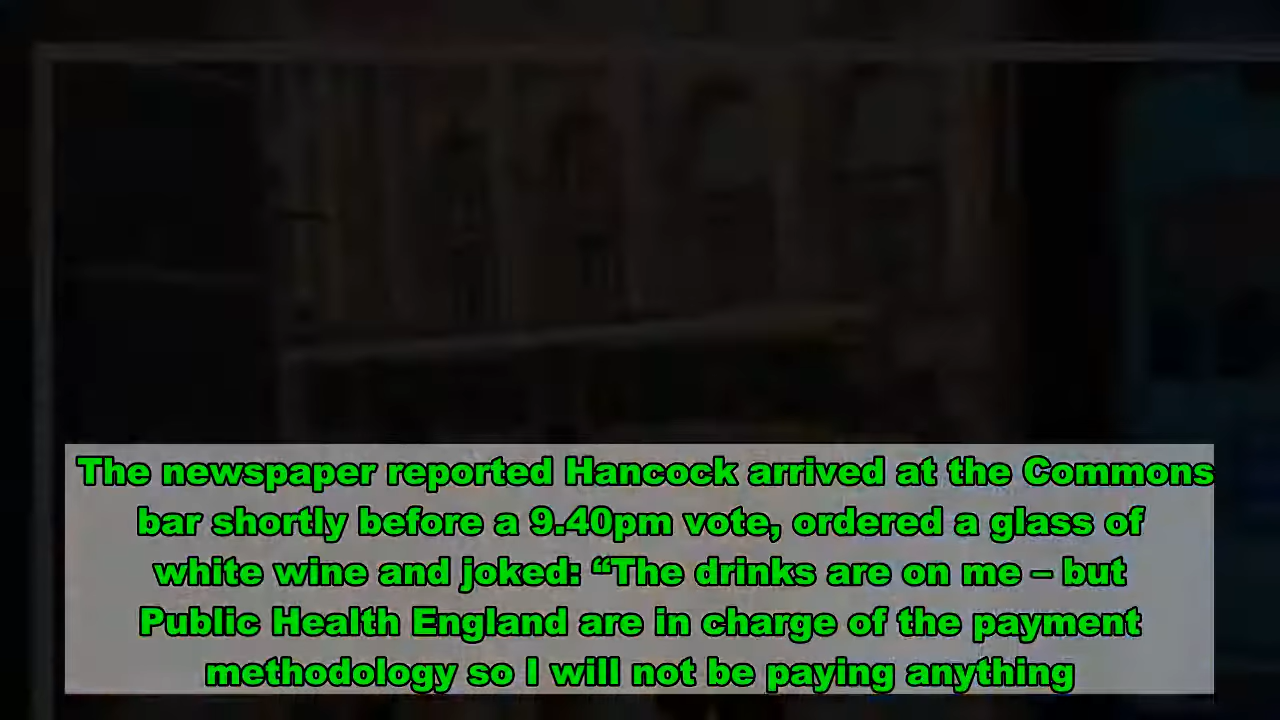 The newspaper reported Hancock arrived at the Commons
bar shortly before a 9.40pm vote, ordered a glass of
white wine and joked: “The drinks are on me – but
Public Health England are in charge of the payment
methodology so I will not be paying anything